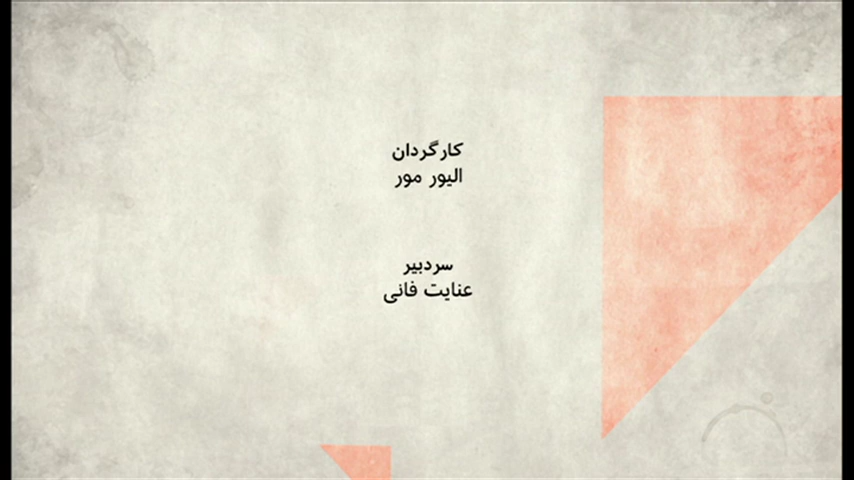 کارگردان
الیور مور
سردبیر
عنایت فانی